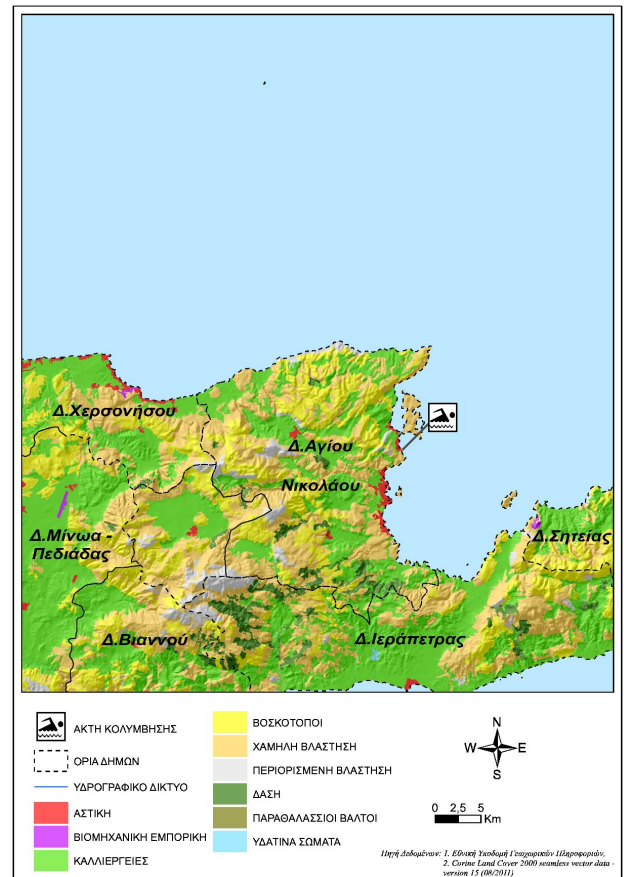 Δ.Χερσονήσου
Δ.Αγίου
Νικολάου
Δ.Μίνωα -
Πεδιάδας
Δ.Σητείας
Δ.Βιαννού
Δ.Ιεράπετρας
ΑΚΤΗ ΚΟΛΥΜΒΗΣΗΣ
ΟΡΙΑ ΔΗΜΩΝ
ΥΔΡΟΓΡΑΦΙΚΟ ΔΙΚΤΥΟ
ΑΣΤΙΚΗ
ΒΙΟΜΗΧΑΝΙΚΗ ΕΜΠΟΡΙΚΗ
ΚΑΛΛΙΕΡΓΕΙΕΣ
ΒΟΣΚΟΤΟΠΟΙ
ΧΑΜΗΛΗ ΒΛΑΣΤΗΣΗ
ΠΕΡΙΟΡΙΣΜΕΝΗ ΒΛΑΣΤΗΣΗ
ΔΑΣΗ
ΠΑΡΑΘΑΛΑΣΣΙΟΙ ΒΑΛΤΟΙ
ΥΔΑΤΙΝΑ ΣΩΜΑΤΑ
N
W E
S
0 2,5 5
Km
Πηγή Δεδομένων: 1. Εθνική Υποδομή Γεωχωρικών Πληροφοριών,
2. Corine Land Cover 2000 seamless vector data -
version 15 (08/2011)